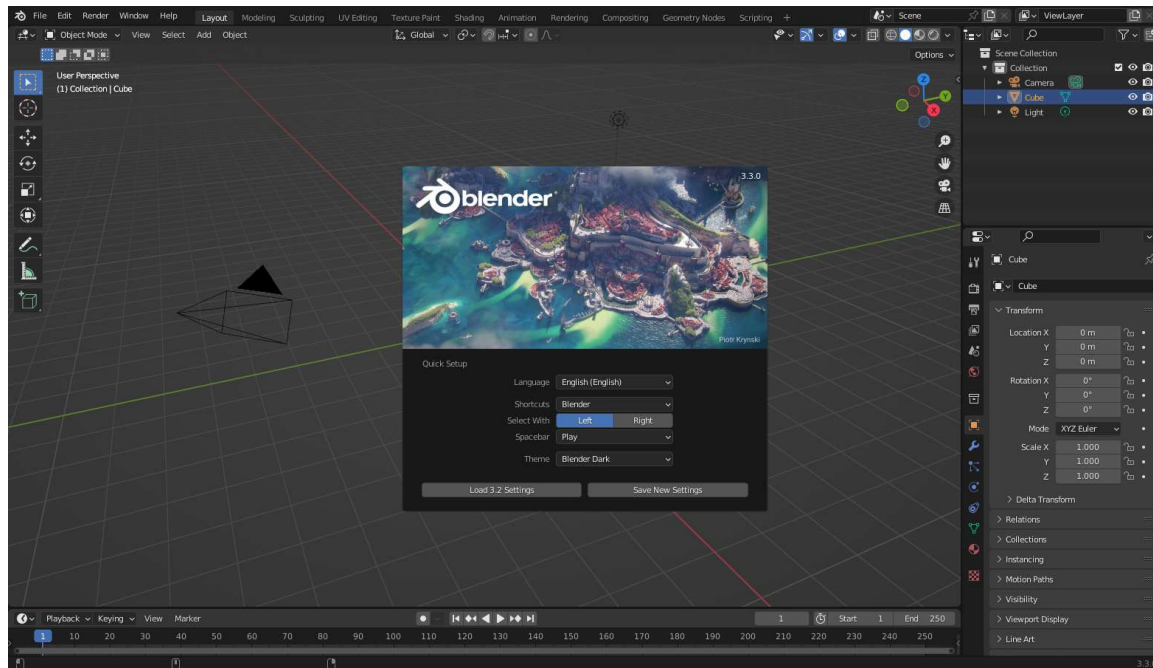 File Edit Render Window Help Layout Modeling Sculpting UV Editing Texture Paint Shading Animation Rendering Compositing Geometry Nodes Scripting + Scene ViewLayer
Object Mode View Select Add Object Global
Options
User Perspective
(1) Collection | Cube
Z
Y
X
Scene Collection
Collection
Camera
Cube
Light
blender
3.3.0
Piotr Krynski
Quick Setup
Language English (English)
Shortcuts Blender
Select With Left Right
Spacebar Play
Theme Blender Dark
Load 3.2 Settings Save New Settings
Cube
Cube
Transform
Location X 0 m
Y 0 m
Z 0 m
Rotation X 0°
Y 0°
Z 0°
Mode XYZ Euler
Scale X 1.000
Y 1.000
Z 1.000
Delta Transform
Relations
Collections
Instancing
Motion Paths
Visibility
Viewport Display
Line Art
Playback Keying View Marker 1 Start 1 End 250
1 10 20 30 40 50 60 70 80 90 100 110 120 130 140 150 160 170 180 190 200 210 220 230 240 250